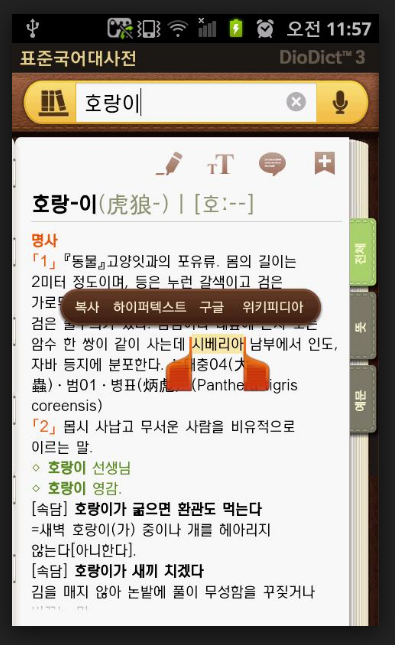 오전 11:57
표준국어대사전 DioDict™ 3
호랑이
호랑-이(虎狼-) | [호:--]
명사
「1」『동물』고양잇과의 포유류. 몸의 길이는
2미터 정도이며, 등은 누런 갈색이고 검은
가로
복사 하이퍼텍스트 구글 위키피디아
검은
암수 한 쌍이 같이 사는데 시베리아 남부에서 인도,
자바 등지에 분포한다. 충04(大
蟲)·범01·병표(炳 (Panthe igris
coreensis)
「2」몹시 사납고 무서운 사람을 비유적으로
이르는 말.
◇ 호랑이 선생님
◇ 호랑이 영감.
[속담] 호랑이가 굶으면 환관도 먹는다
=새벽 호랑이(가) 중이나 개를 헤아리지
않는다[아니한다].
[속담] 호랑이가 새끼 치겠다
김을 매지 않아 논밭에 풀이 무성함을 꾸짖거나
전체
뜻
예문